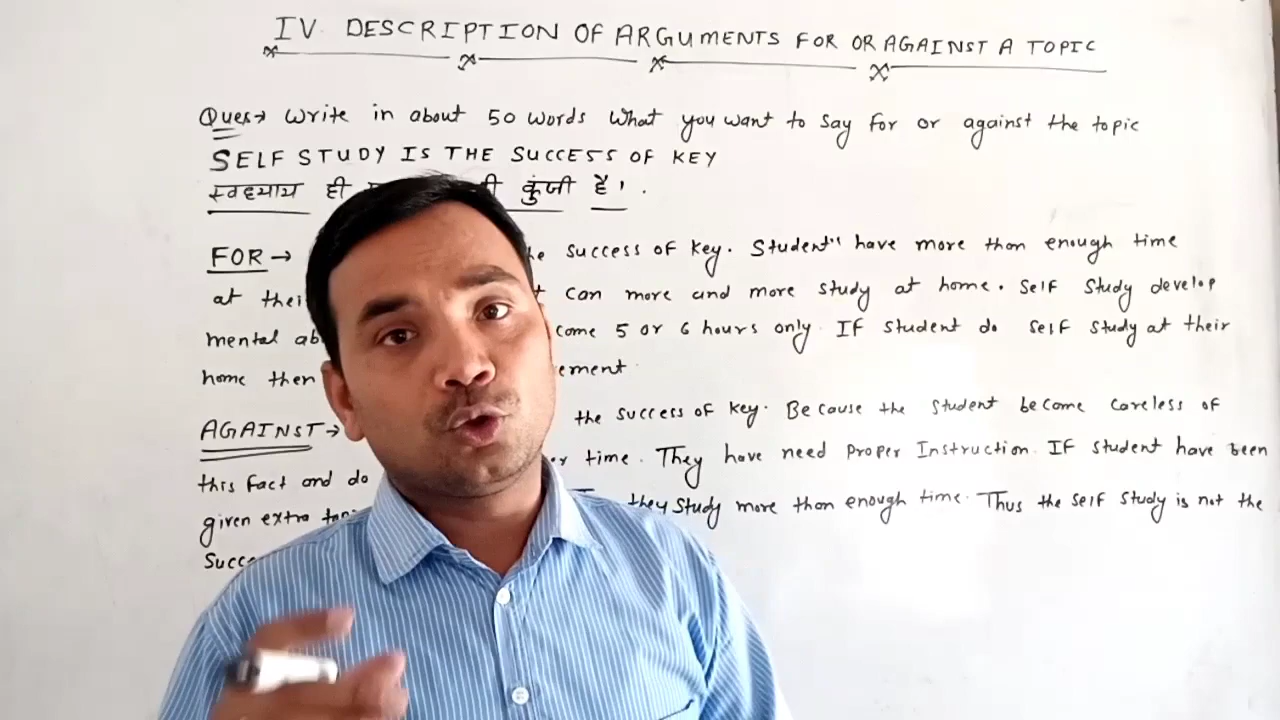 IV. DESCRIPTION OF ARGUMENTS FOR OR AGAINST A TOPIC
Ques→ Write in about 50 words what you want to say for or against the topic
SELF STUDY IS THE SUCCESS OF KEY
स्वध्याय ही कुंजी है।.
FOR → the success of key. Student" have more than enough time
at their can more and more study at home. Self Study develop
mental 5 or 6 hours only. If student do self study at their
home then
AGAINST→ the success of key. Because the student become careless of
this fact and do time. They have need proper Instruction. If student have been
given extra they study more than enough time. Thus the self study is not the